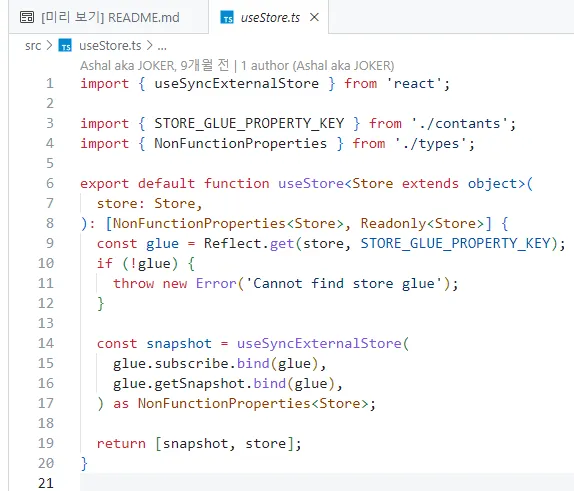 [미리 보기] README.md
TS useStore.ts ×
src > TS useStore.ts > ...
Ashal aka JOKER, 9개월 전 | 1 author (Ashal aka JOKER)
1 import { useSyncExternalStore } from 'react';
2
3 import { STORE_GLUE_PROPERTY_KEY } from './contants';
4 import { NonFunctionProperties } from './types';
5
6 export default function useStore<Store extends object>(
7   store: Store,
8 ): [NonFunctionProperties<Store>, Readonly<Store>] {
9   const glue = Reflect.get(store, STORE_GLUE_PROPERTY_KEY);
10   if (!glue) {
11     throw new Error('Cannot find store glue');
12   }
13
14   const snapshot = useSyncExternalStore(
15     glue.subscribe.bind(glue),
16     glue.getSnapshot.bind(glue),
17   ) as NonFunctionProperties<Store>;
18
19   return [snapshot, store];
20 }
21